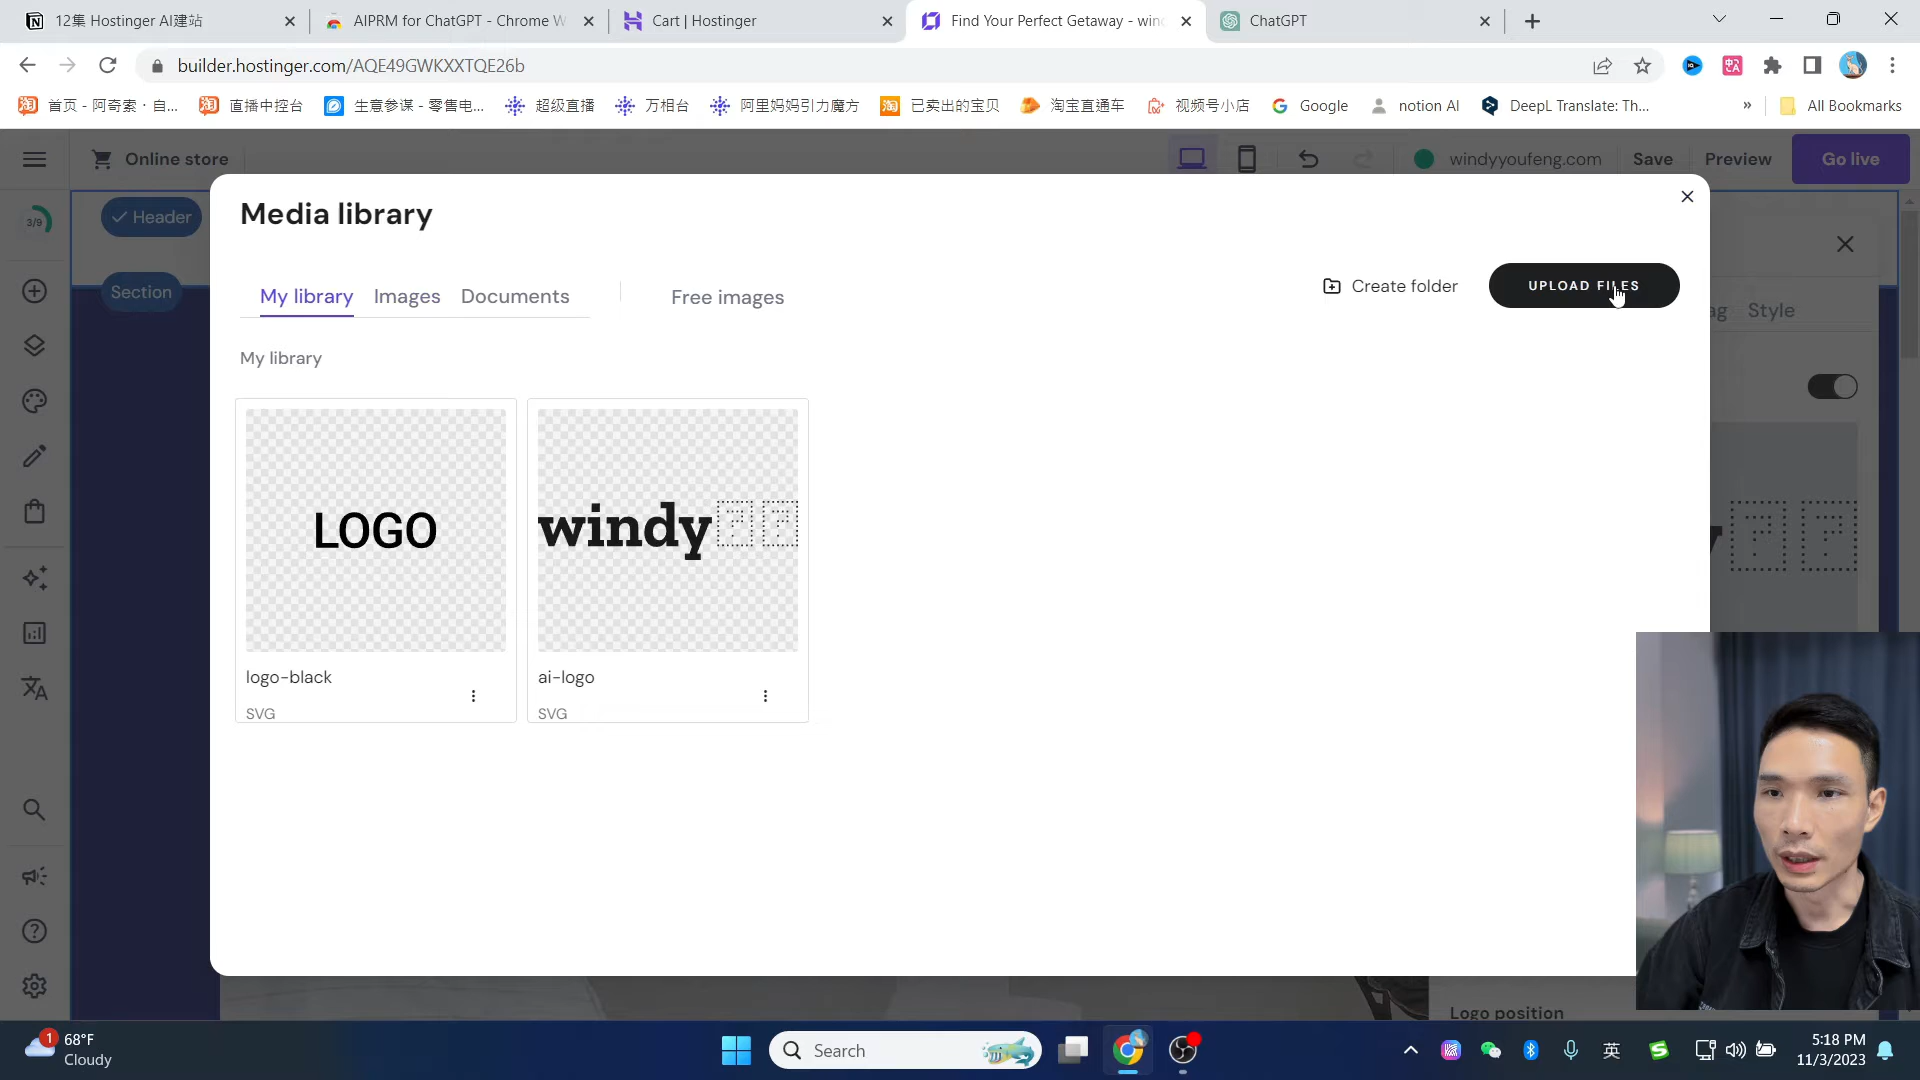 12集 Hostinger AI建站
AIPRM for ChatGPT - Chrome W
Cart | Hostinger
Find Your Perfect Getaway - win
ChatGPT
builder.hostinger.com/AQE49GWKXXTQE26b
首页 - 阿奇索 · 自...
直播中控台
生意参谋 - 零售电...
超级直播
万相台
阿里妈妈引力魔方
已卖出的宝贝
淘宝直通车
视频号小店
Google
notion AI
DeepL Translate: Th...
»
All Bookmarks
Online store
windyyoufeng.com
Save
Preview
Go live
3/9
Header
Section
Media library
My library
Images
Documents
Free images
Create folder
UPLOAD FILES
ag
Style
My library
LOGO
windy
logo-black
SVG
ai-logo
SVG
Logo position
1
68°F
Cloudy
Search
英
5:18 PM
11/3/2023